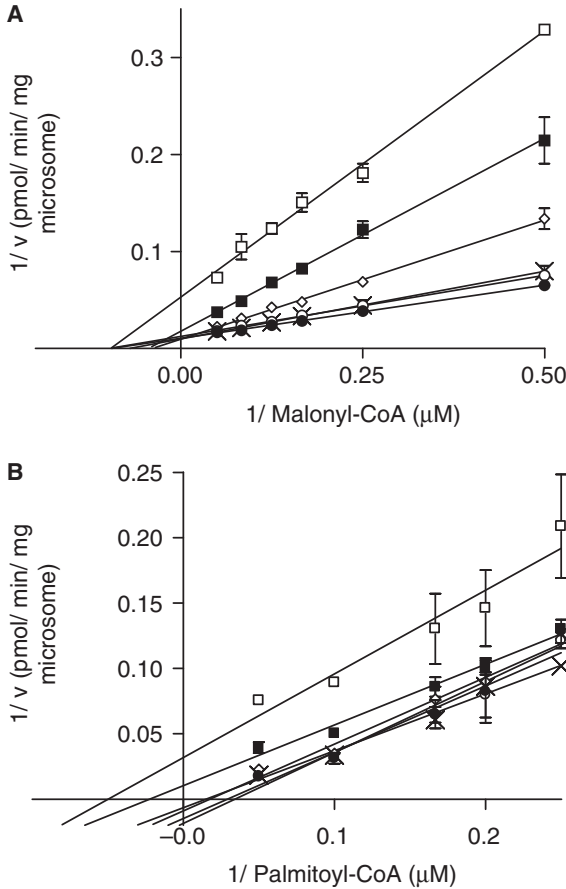 A
1/ v (pmol/ min/ mg
microsome)
0.3
0.2
0.1
0.00
0.25
0.50
1/ Malonyl-CoA (μM)
B
1/ v (pmol/ min/ mg
microsome)
0.25
0.20
0.15
0.10
0.05
–0.0
0.1
0.2
1/ Palmitoyl-CoA (μM)